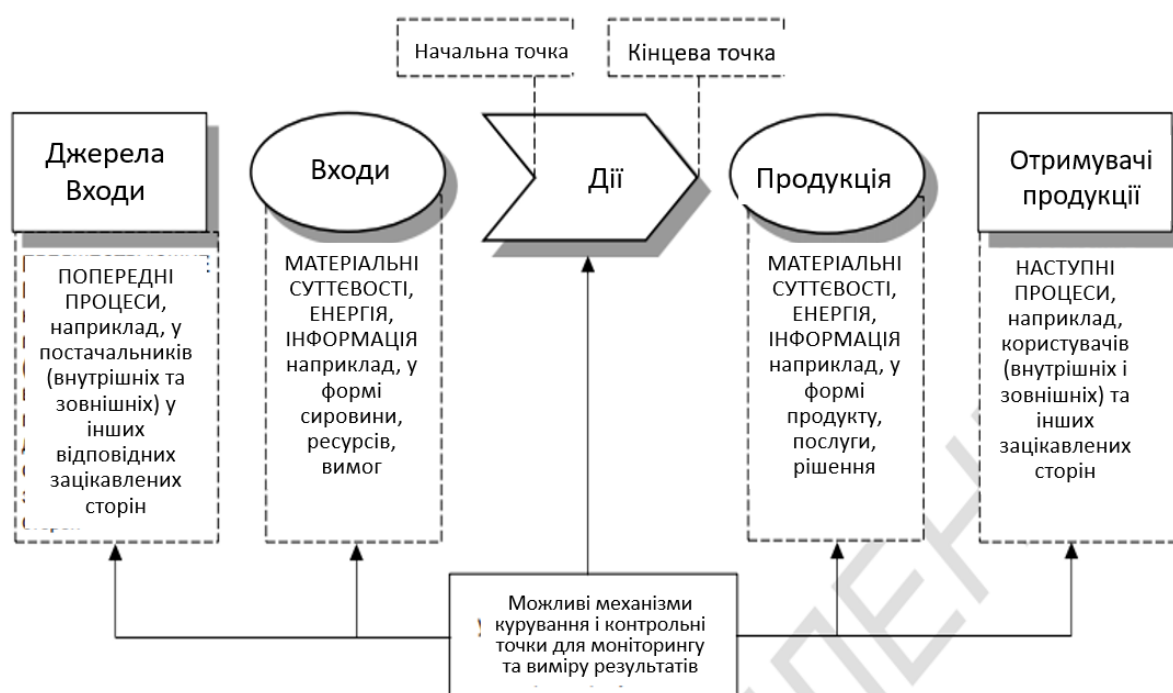 Начальна точка
Кінцева точка
Джерела
Входи
Входи
Дії
Продукція
Отримувачі
продукції
ПОПЕРЕДНІ
ПРОЦЕСИ,
наприклад, у
постачальників
(внутрішніх та
зовнішніх) у
інших
відповідних
зацікавлених
сторін
МАТЕРІАЛЬНІ
СУТТЄВОСТІ,
ЕНЕРГІЯ,
ІНФОРМАЦІЯ
наприклад, у
формі
сировини,
ресурсів,
вимог
МАТЕРІАЛЬНІ
СУТТЄВОСТІ,
ЕНЕРГІЯ,
ІНФОРМАЦІЯ
наприклад, у
формі
продукту,
послуги,
рішення
НАСТУПНІ
ПРОЦЕСИ,
наприклад,
користувачів
(внутрішніх і
зовнішніх) та
інших
зацікавлених
сторін
Можливі механізми
курування і контрольні
точки для моніторингу
та виміру результатів